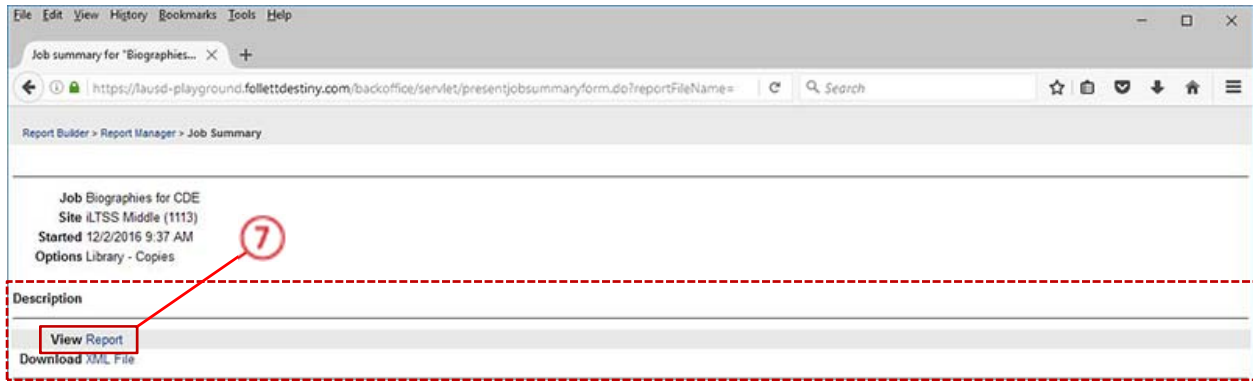 File Edit View History Bookmarks Tools Help
Job summary for "Biographies...
https://lausd-playground.follettdestiny.com/backoffice/servlet/presentjobsummaryform.do?reportFileName= Search
Report Builder > Report Manager > Job Summary
Job Biographies for CDE
Site iLTSS Middle (1113)
Started 12/2/2016 9:37 AM
7
Options Library - Copies
Description
View Report
Download XML File